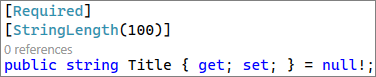 [Required]
[StringLength(100)]
0 references
public string Title { get; set; } = null!;